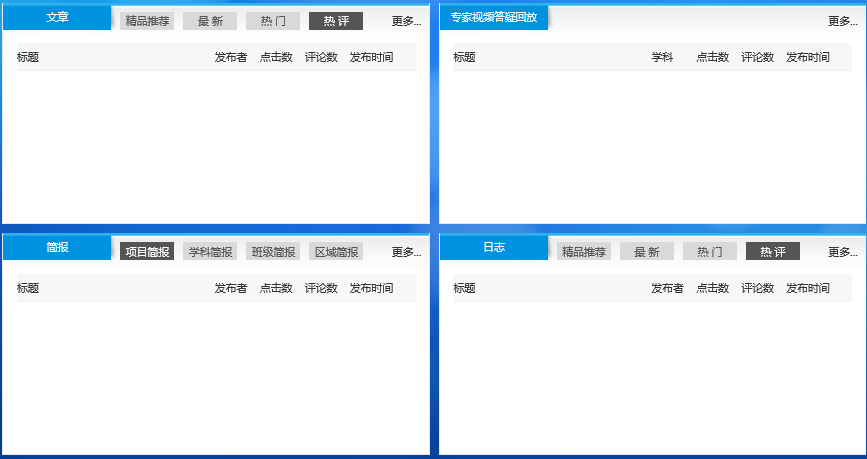 文章 精品推荐 最 新 热 门 热 评 更多...
标题 发布者 点击数 评论数 发布时间
专家视频答疑回放 更多...
标题 学科 点击数 评论数 发布时间
简报 项目简报 学科简报 班级简报 区域简报 更多...
标题 发布者 点击数 评论数 发布时间
日志 精品推荐 最 新 热 门 热 评 更多...
标题 发布者 点击数 评论数 发布时间